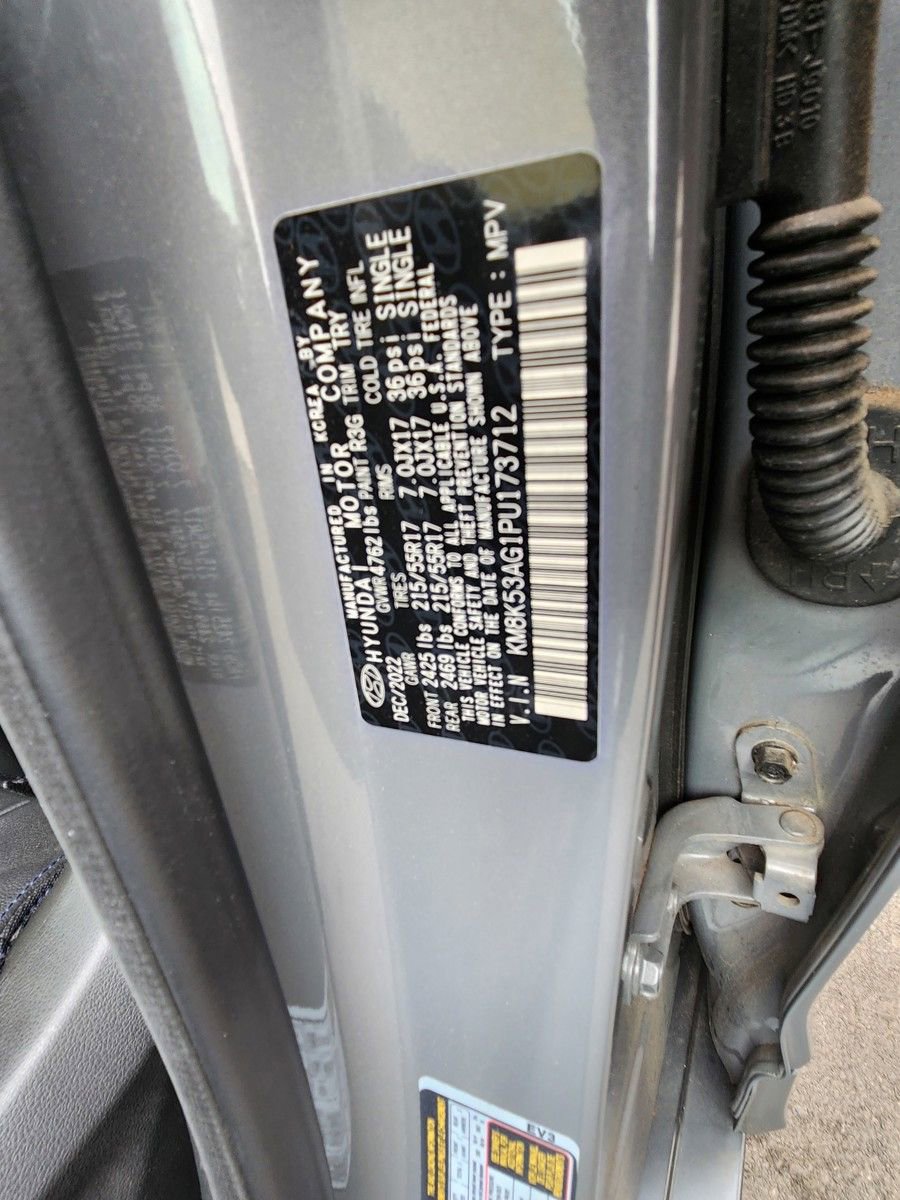 MANUFACTURED IN KOREA BY
HYUNDAI MOTOR COMPANY
DEC/2022 GVWR 4762 lbs PAINT R3G TRIM TRY
GAWR TIRES RIMS COLD TIRE INFL
FRONT 2425 lbs 215/55R17 7.0JX17 36psi SINGLE
REAR 2469 lbs 215/55R17 7.0JX17 36psi SINGLE
THIS VEHICLE CONFORMS TO ALL APPLICABLE U.S.A. FEDERAL
MOTOR VEHICLE SAFETY AND THEFT PREVENTION STANDARDS
IN EFFECT ON THE DATE OF MANUFACTURE SHOWN ABOVE
V.I.N KM8K53AG1PU173712 TYPE : MPV
EV3